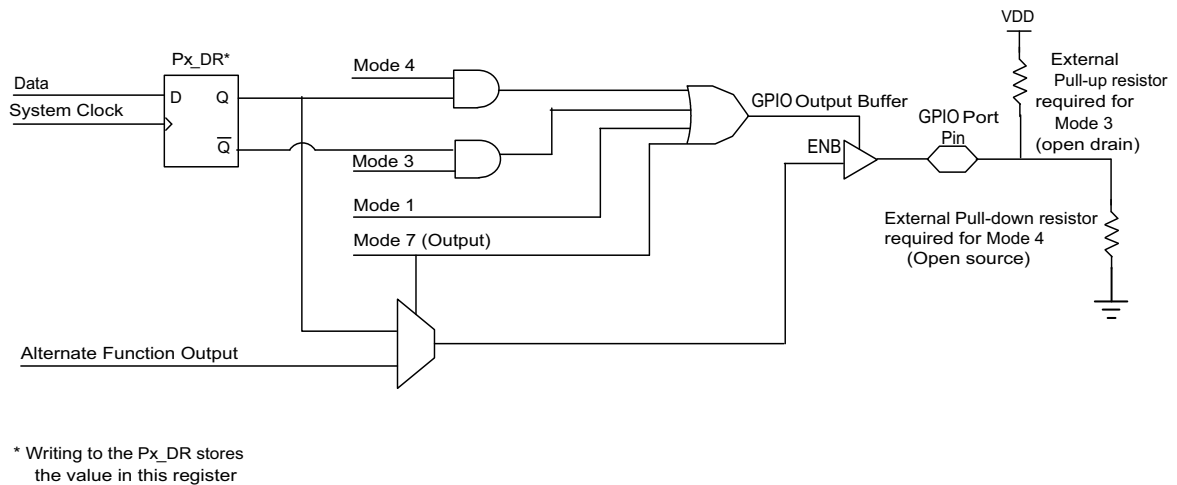 VDD
Px_DR*
Mode 4
External
Pull-up resistor
required for
Mode 3
(open drain)
Data
D Q
GPIO Output Buffer
System Clock
GPIO Port
Pin
Q
ENB
Mode 3
Mode 1
External Pull-down resistor
required for Mode 4
(Open source)
Mode 7 (Output)
Alternate Function Output
* Writing to the Px_DR stores
the value in this register